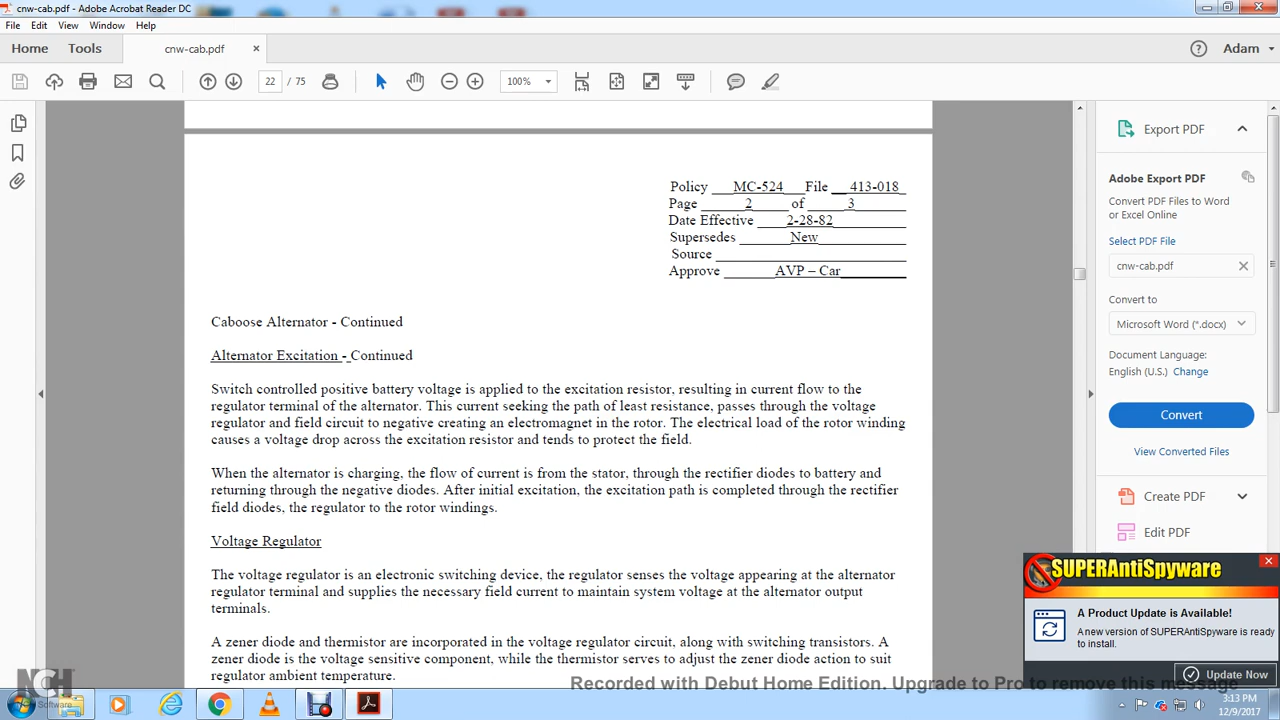 cnw-cab.pdf - Adobe Acrobat Reader DC
File Edit View Window Help
Home Tools cnw-cab.pdf × Adam
22 / 75 100%
Policy MC-524 File 413-018
Page 2 of 3
Date Effective 2-28-82
Supersedes New
Source
Approve AVP – Car
Caboose Alternator - Continued
Alternator Excitation - Continued
Switch controlled positive battery voltage is applied to the excitation resistor, resulting in current flow to the
regulator terminal of the alternator. This current seeking the path of least resistance, passes through the voltage
regulator and field circuit to negative creating an electromagnet in the rotor. The electrical load of the rotor winding
causes a voltage drop across the excitation resistor and tends to protect the field.
When the alternator is charging, the flow of current is from the stator, through the rectifier diodes to battery and
returning through the negative diodes. After initial excitation, the excitation path is completed through the rectifier
field diodes, the regulator to the rotor windings.
Voltage Regulator
The voltage regulator is an electronic switching device, the regulator senses the voltage appearing at the alternator
regulator terminal and supplies the necessary field current to maintain system voltage at the alternator output
terminals.
A zener diode and thermistor are incorporated in the voltage regulator circuit, along with switching transistors. A
zener diode is the voltage sensitive component, while the thermistor serves to adjust the zener diode action to suit
regulator ambient temperature.
Export PDF
Adobe Export PDF
Convert PDF Files to Word
or Excel Online
Select PDF File
cnw-cab.pdf
Convert to
Microsoft Word (*.docx)
Document Language:
English (U.S.) Change
Convert
View Converted Files
Create PDF
Edit PDF
SUPERAntiSpyware
A Product Update is Available!
A new version of SUPERAntiSpyware is ready
to install.
Update Now
NCH
Software
Recorded with Debut Home Edition. Upgrade to Pro to remove this message
3:13 PM
12/9/2017